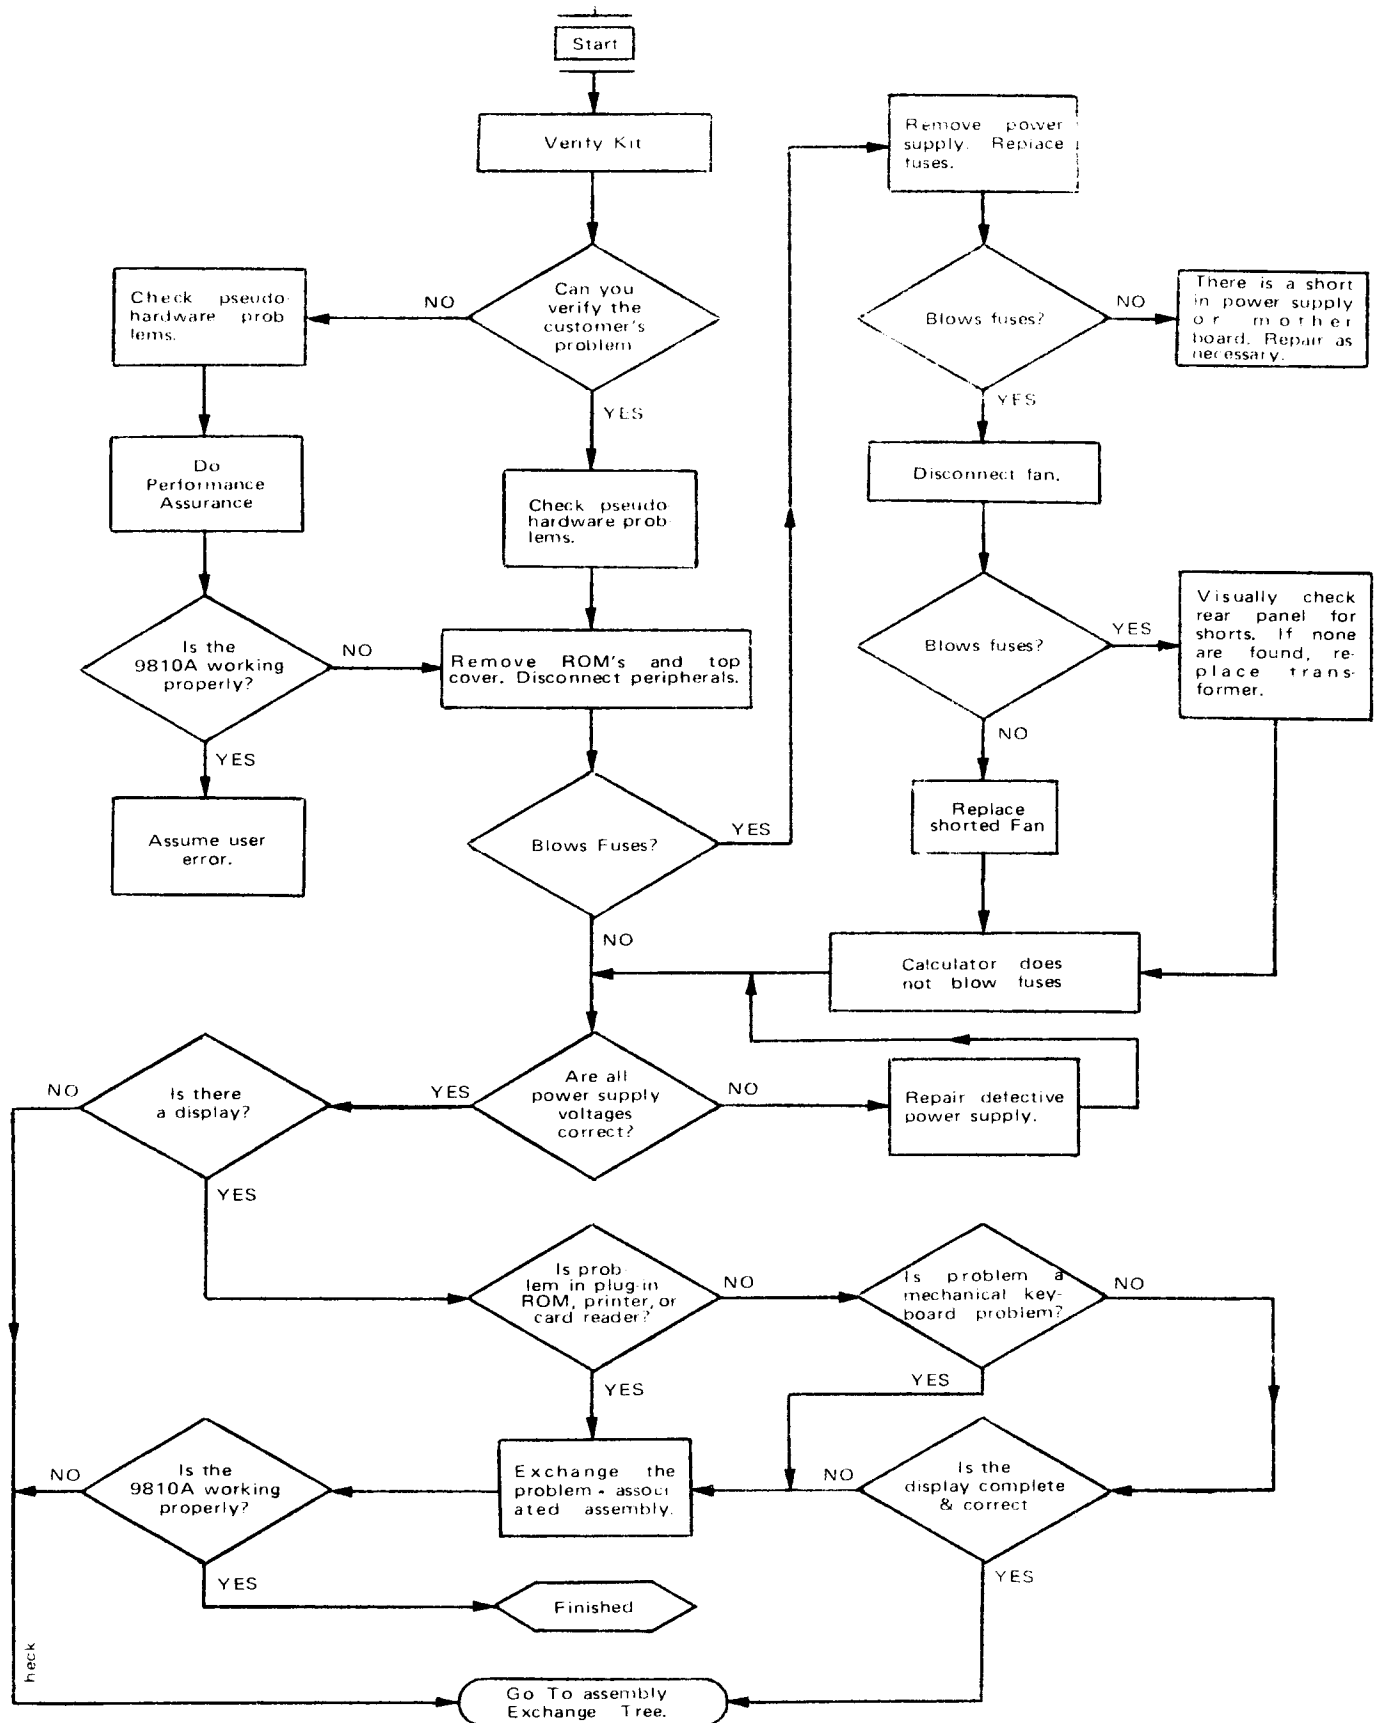 Start
Verify Kit
Can you
verify the
customer's
problem
NO
YES
Check pseudo-
hardware prob
lems.
Do
Performance
Assurance
Is the
9810A working
properly?
NO
YES
Assume user
error.
Check pseudo-
hardware prob-
lems.
Remove ROM's and top
cover. Disconnect peripherals.
Blows Fuses?
YES
NO
Remove power
supply. Replace
fuses.
Blows fuses?
NO
YES
There is a short
in power supply
or mother
board. Repair as
necessary.
Disconnect fan.
Blows fuses?
YES
NO
Visually check
rear panel for
shorts. If none
are found, re-
place trans-
former.
Replace
shorted Fan
Calculator does
not blow fuses
Are all
power supply
voltages
correct?
YES
NO
Repair defective
power supply.
Is there
a display?
NO
YES
Is prob-
lem in plug-in
ROM, printer, or
card reader?
NO
YES
Is problem a
mechanical key-
board problem?
NO
YES
Is the
display complete
& correct
NO
YES
Exchange the
problem - associ
ated assembly.
Is the
9810A working
properly?
NO
YES
Finished
heck
Go To assembly
Exchange Tree.